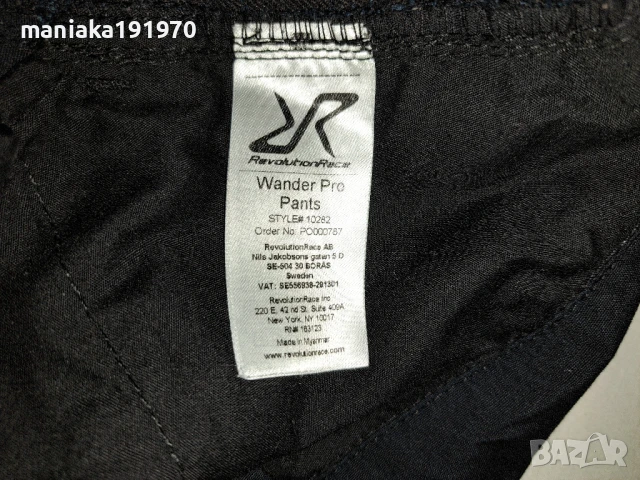 maniaka191970
RevolutionRace
Wander Pro
Pants
STYLE# 10282
Order No: PO000787
RevolutionRace AB
Nils Jakobsons gatan 5 D
SE-504 30 BORÅS
Sweden
VAT: SE556938-291301
RevolutionRace Inc
220 E. 42 nd St. Suite 409A
New York, NY 10017
RN# 163123
Made in Myanmar
www.revolutionrace.com
BAZAR